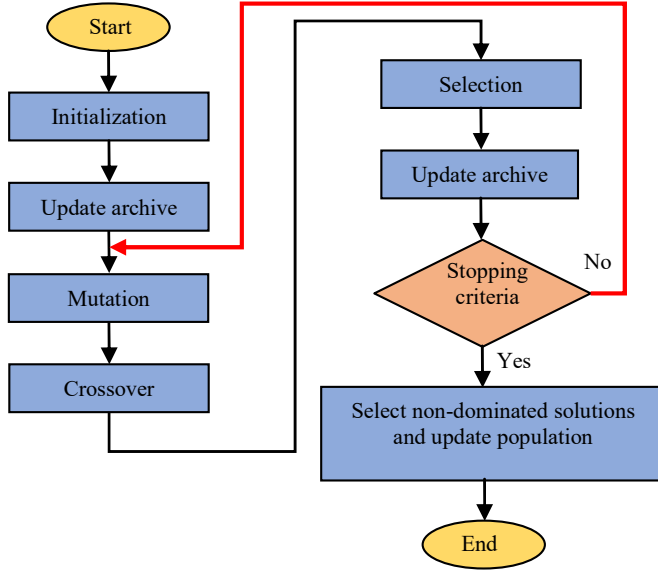 Start
Initialization
Update archive
Mutation
Crossover
Selection
Update archive
Stopping
criteria
No
Yes
Select non-dominated solutions
and update population
End